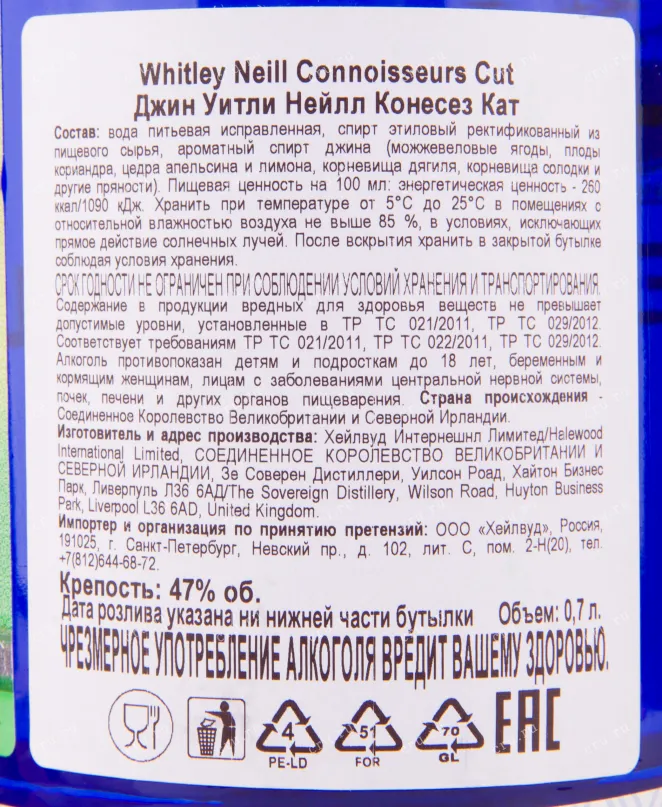 Whitley Neill Connoisseurs Cut
Джин Уитли Нейлл Конесез Кат
Состав: вода питьевая исправленная, спирт этиловый ректификованный из
пищевого сырья, ароматный спирт джина (можжевеловые ягоды, плоды
кориандра, цедра апельсина и лимона, корневища дягиля, корневища солодки и
другие пряности). Пищевая ценность на 100 мл: энергетическая ценность - 260
ккал/1090 кДж. Хранить при температуре от 5°С до 25°С в помещениях с
относительной влажностью воздуха не выше 85 %, в условиях, исключающих
прямое действие солнечных лучей. После вскрытия хранить в закрытой бутылке
соблюдая условия хранения.
СРОК ГОДНОСТИ НЕ ОГРАНИЧЕН ПРИ СОБЛЮДЕНИИ УСЛОВИЙ ХРАНЕНИЯ И ТРАНСПОРТИРОВАНИЯ.
Содержание в продукции вредных для здоровья веществ не превышает
допустимые уровни, установленные в ТР ТС 021/2011, ТР ТС 029/2012.
Соответствует требованиям ТР ТС 021/2011, ТР ТС 022/2011, ТР ТС 029/2012.
Алкоголь противопоказан детям и подросткам до 18 лет, беременным и
кормящим женщинам, лицам с заболеваниями центральной нервной системы,
почек, печени и других органов пищеварения. Страна происхождения -
Соединенное Королевство Великобритании и Северной Ирландии.
Изготовитель и адрес производства: Хейлвуд Интернешнл Лимитед/Halewood
International Limited, СОЕДИНЕННОЕ КОРОЛЕВСТВО ВЕЛИКОБРИТАНИИ И
СЕВЕРНОЙ ИРЛАНДИИ, Зе Соверен Дистиллери, Уилсон Роад, Хайтон Бизнес
Парк, Ливерпуль Л36 6АД/The Sovereign Distillery, Wilson Road, Huyton Business
Park, Liverpool L36 6AD, United Kingdom.
Импортер и организация по принятию претензий: ООО «Хейлвуд», Россия,
191025, г. Санкт-Петербург, Невский пр., д. 102, лит. С, пом. 2-Н(20), тел.
+7(812)644-68-72.
Крепость: 47% об.
Дата розлива указана ни нижней части бутылки Объем: 0,7 л.
ЧРЕЗМЕРНОЕ УПОТРЕБЛЕНИЕ АЛКОГОЛЯ ВРЕДИТ ВАШЕМУ ЗДОРОВЬЮ.
4 51 70 EAC
PE-LD FOR GL